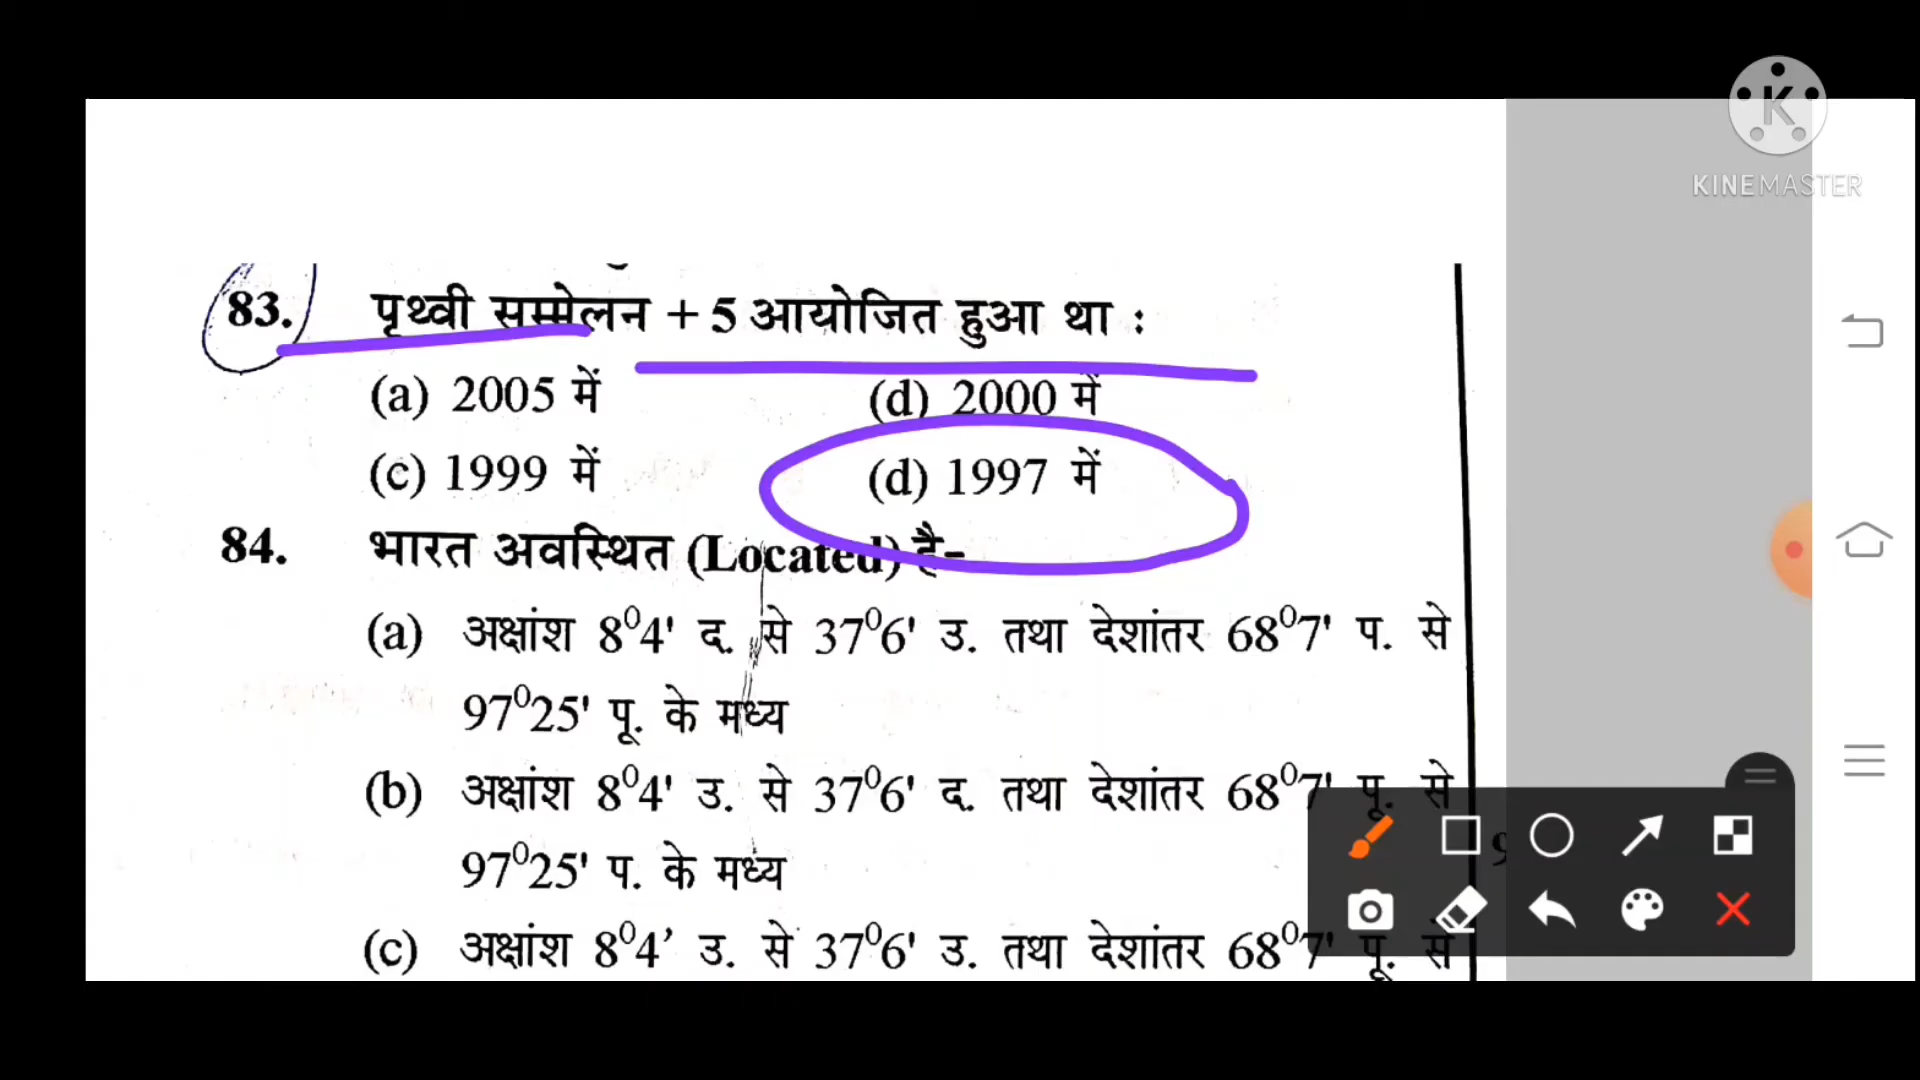 KINEMASTER
83. पृथ्वी सम्मेलन + 5 आयोजित हुआ था :
(a) 2005 में (d) 2000 में
(c) 1999 में (d) 1997 में
84. भारत अवस्थित (Located) है-
(a) अक्षांश 8⁰4' द. से 37⁰6' उ. तथा देशांतर 68⁰7' प. से
97⁰25' पू. के मध्य
(b) अक्षांश 8⁰4' उ. से 37⁰6' द. तथा देशांतर 68⁰7' पू. से
97⁰25' प. के मध्य
(c) अक्षांश 8⁰4’ उ. से 37⁰6' उ. तथा देशांतर 68⁰7' पू. से